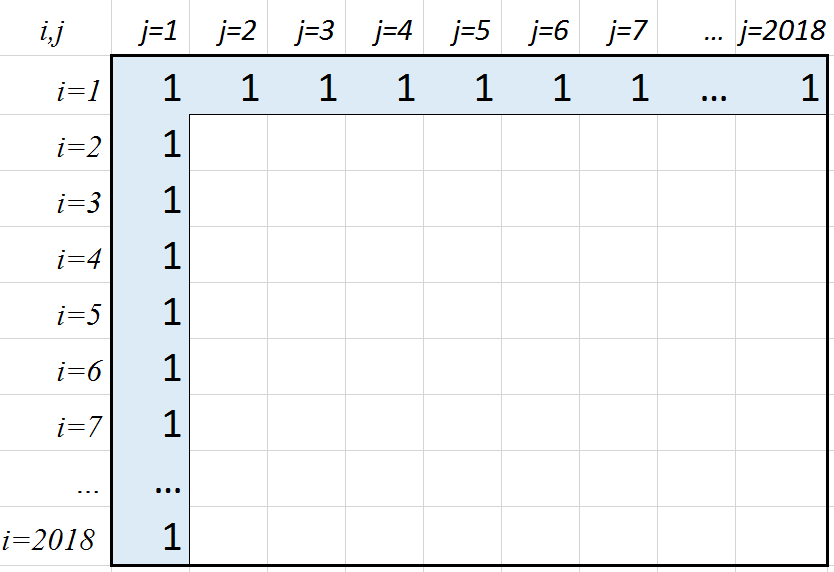 i,j j=1 j=2 j=3 j=4 j=5 j=6 j=7 ... j=2018
i=1 1 1 1 1 1 1 1 ... 1
i=2 1
i=3 1
i=4 1
i=5 1
i=6 1
i=7 1
... ...
i=2018 1